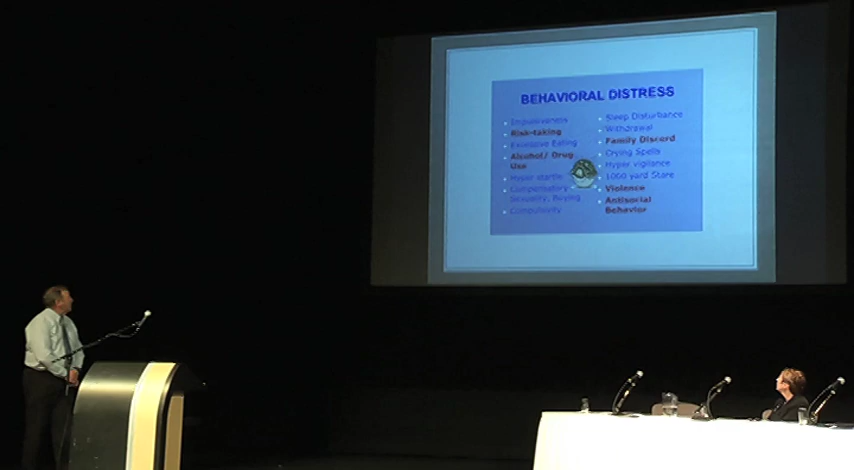 BEHAVIORAL DISTRESS
Impulsiveness
Risk-taking
Excessive Eating
Alcohol/ Drug
Use
Hyper startle
Compensatory
Sexuality, Buying
Compulsivity
Sleep Disturbance
Withdrawal
Family Discord
Crying Spells
Hyper vigilance
1000 yard Stare
Violence
Antisocial
Behavior